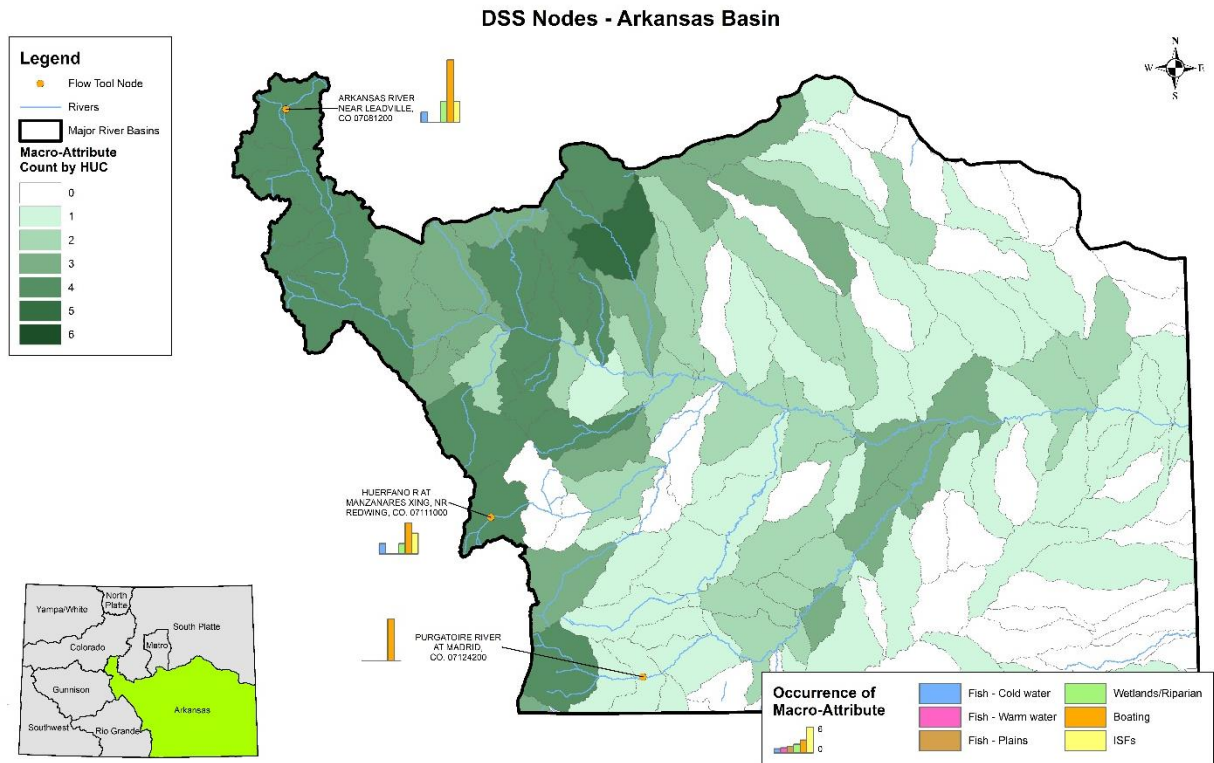 DSS Nodes - Arkansas Basin
Legend
Flow Tool Node
Rivers
Major River Basins
Macro-Attribute
Count by HUC
0
1
2
3
4
5
6
ARKANSAS RIVER
NEAR LEADVILLE,
CO 07081200
N
W
E
S
HUERFANO R AT
MANZANARES XING, NR
REDWING, CO. 07111000
PURGATOIRE RIVER
AT MADRID,
CO. 07124200
Yampa/White
North
Platte
South Platte
Colorado
Metro
Gunnison
Arkansas
Southwest
Rio Grande
Occurrence of
Macro-Attribute
6
0
Fish - Cold water
Fish - Warm water
Fish - Plains
Wetlands/Riparian
Boating
ISFs